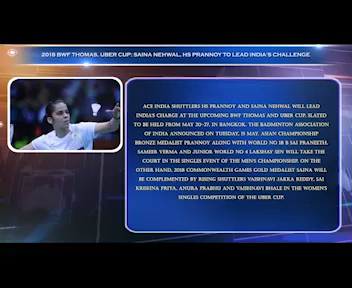 2018 BWF THOMAS, UBER CUP: SAINA NEHWAL, HS PRANNOY TO LEAD INDIA'S CHALLENGE
ACE INDIA SHUTTLERS HS PRANNOY AND SAINA NEHWAL WILL LEAD
INDIA'S CHARGE AT THE UPCOMING BWF THOMAS AND UBER CUP, SLATED
TO BE HELD FROM MAY 20-27, IN BANGKOK, THE BADMINTON ASSOCIATION
OF INDIA ANNOUNCED ON TUESDAY, 15 MAY. ASIAN CHAMPIONSHIP
BRONZE MEDALIST PRANNOY ALONG WITH WORLD NO 18 B SAI PRANEETH,
SAMEER VERMA AND JUNIOR WORLD NO 4 LAKSHAY SEN WILL TAKE THE
COURT IN THE SINGLES EVENT OF THE MEN'S CHAMPIONSHIP. ON THE
OTHER HAND, 2018 COMMONWEALTH GAMES GOLD MEDALIST SAINA WILL
BE COMPLEMENTED BY RISING SHUTTLERS VAISHNAVI JAKKA REDDY, SAI
KRISHNA PRIYA, ANURA PRABHU AND VAISHNAVI BHALE IN THE WOMEN'S
SINGLES COMPETITION OF THE UBER CUP.